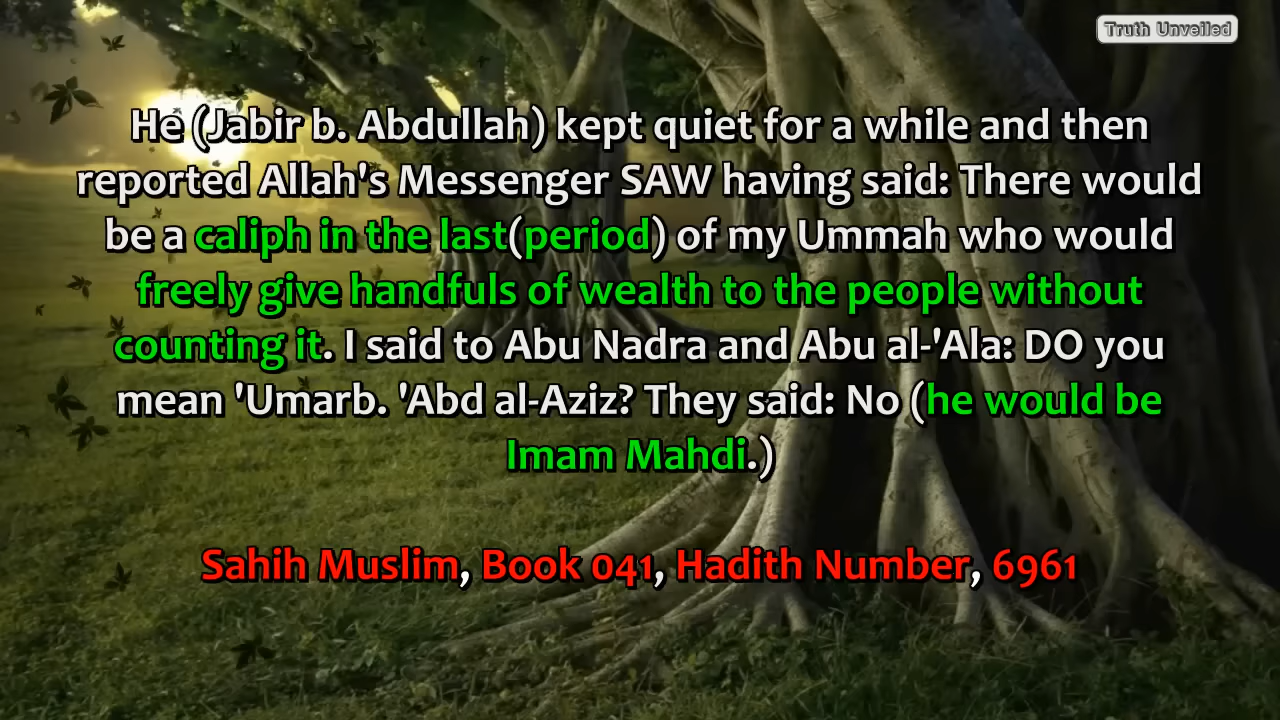 Truth Unveiled
He (Jabir b. Abdullah) kept quiet for a while and then
reported Allah's Messenger SAW having said: There would
be a caliph in the last(period) of my Ummah who would
freely give handfuls of wealth to the people without
counting it. I said to Abu Nadra and Abu al-'Ala: DO you
mean 'Umarb. 'Abd al-Aziz? They said: No (he would be
Imam Mahdi.)
Sahih Muslim, Book 041, Hadith Number, 6961